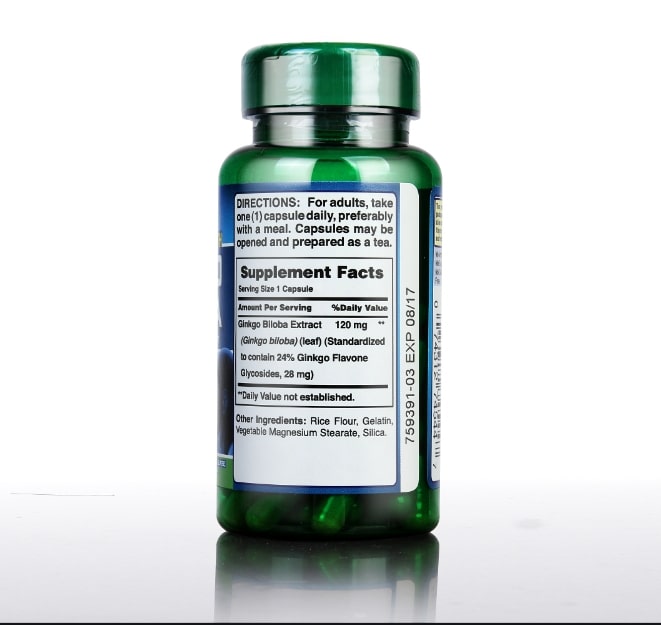 DIRECTIONS: For adults, take
one (1) capsule daily, preferably
with a meal. Capsules may be
opened and prepared as a tea.
Supplement Facts
Serving Size 1 Capsule
Amount Per Serving %Daily Value
Ginkgo Biloba Extract 120 mg **
(Ginkgo biloba) (leaf) (Standardized
to contain 24% Ginkgo Flavone
Glycosides, 28 mg)
**Daily Value not established.
Other Ingredients: Rice Flour, Gelatin,
Vegetable Magnesium Stearate, Silica.
759391-03 EXP 08/17